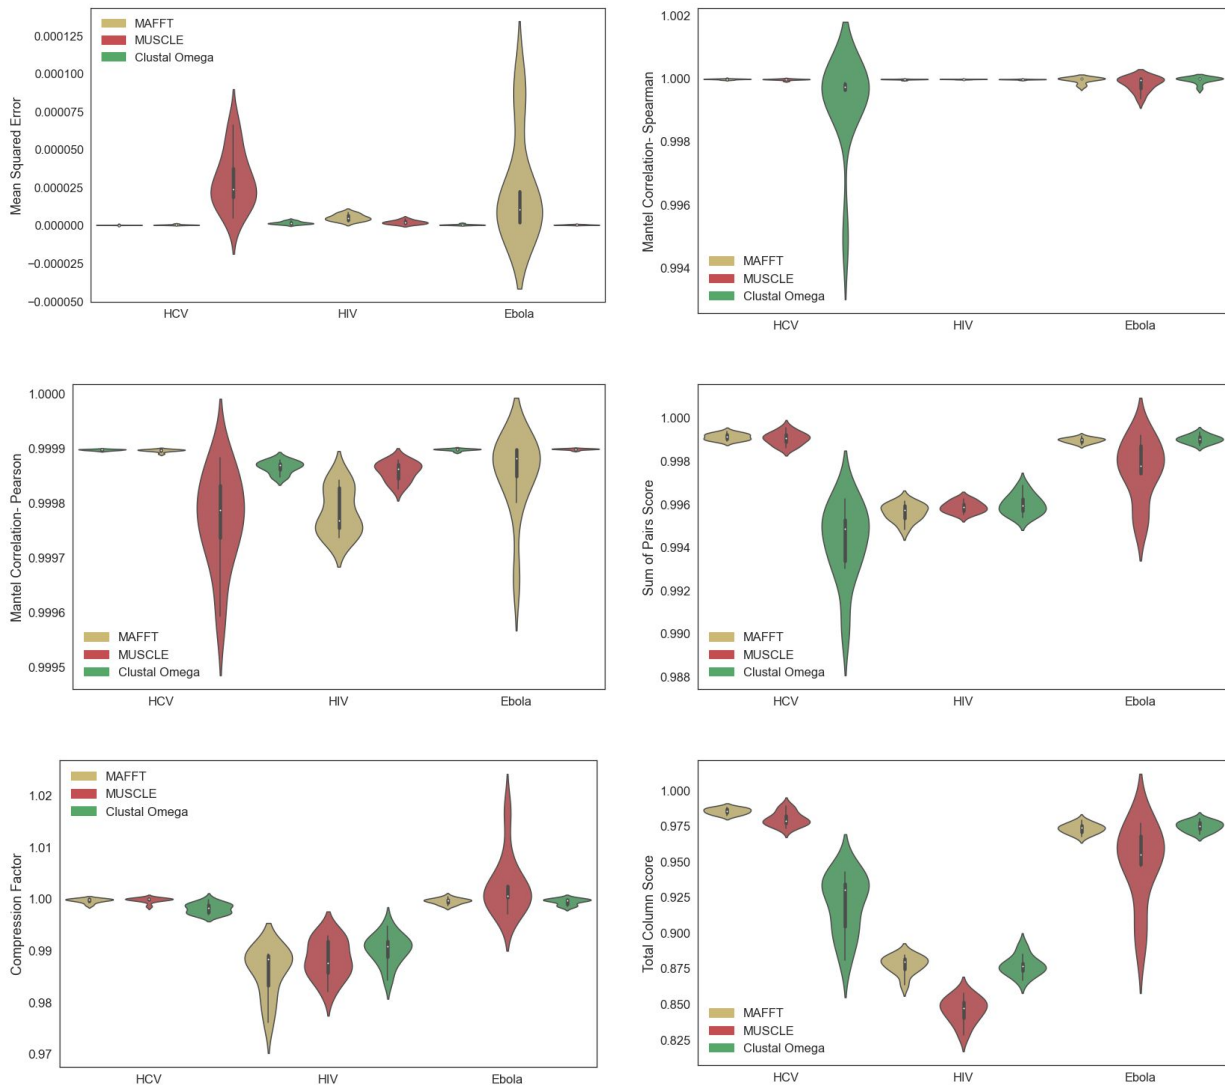 MAFFT
MUSCLE
Clustal Omega
0.000125
0.000100
0.000075
0.000050
0.000025
0.000000
−0.000025
−0.000050
Mean Squared Error
HCV
HIV
Ebola
1.002
1.000
0.998
0.996
0.994
Mantel Correlation- Spearman
MAFFT
MUSCLE
Clustal Omega
HCV
HIV
Ebola
1.0000
0.9999
0.9998
0.9997
0.9996
0.9995
Mantel Correlation- Pearson
MAFFT
MUSCLE
Clustal Omega
HCV
HIV
Ebola
1.000
0.998
0.996
0.994
0.992
0.990
0.988
Sum of Pairs Score
MAFFT
MUSCLE
Clustal Omega
HCV
HIV
Ebola
MAFFT
MUSCLE
Clustal Omega
1.02
1.01
1.00
0.99
0.98
0.97
Compression Factor
HCV
HIV
Ebola
1.000
0.975
0.950
0.925
0.900
0.875
0.850
0.825
Total Column Score
MAFFT
MUSCLE
Clustal Omega
HCV
HIV
Ebola